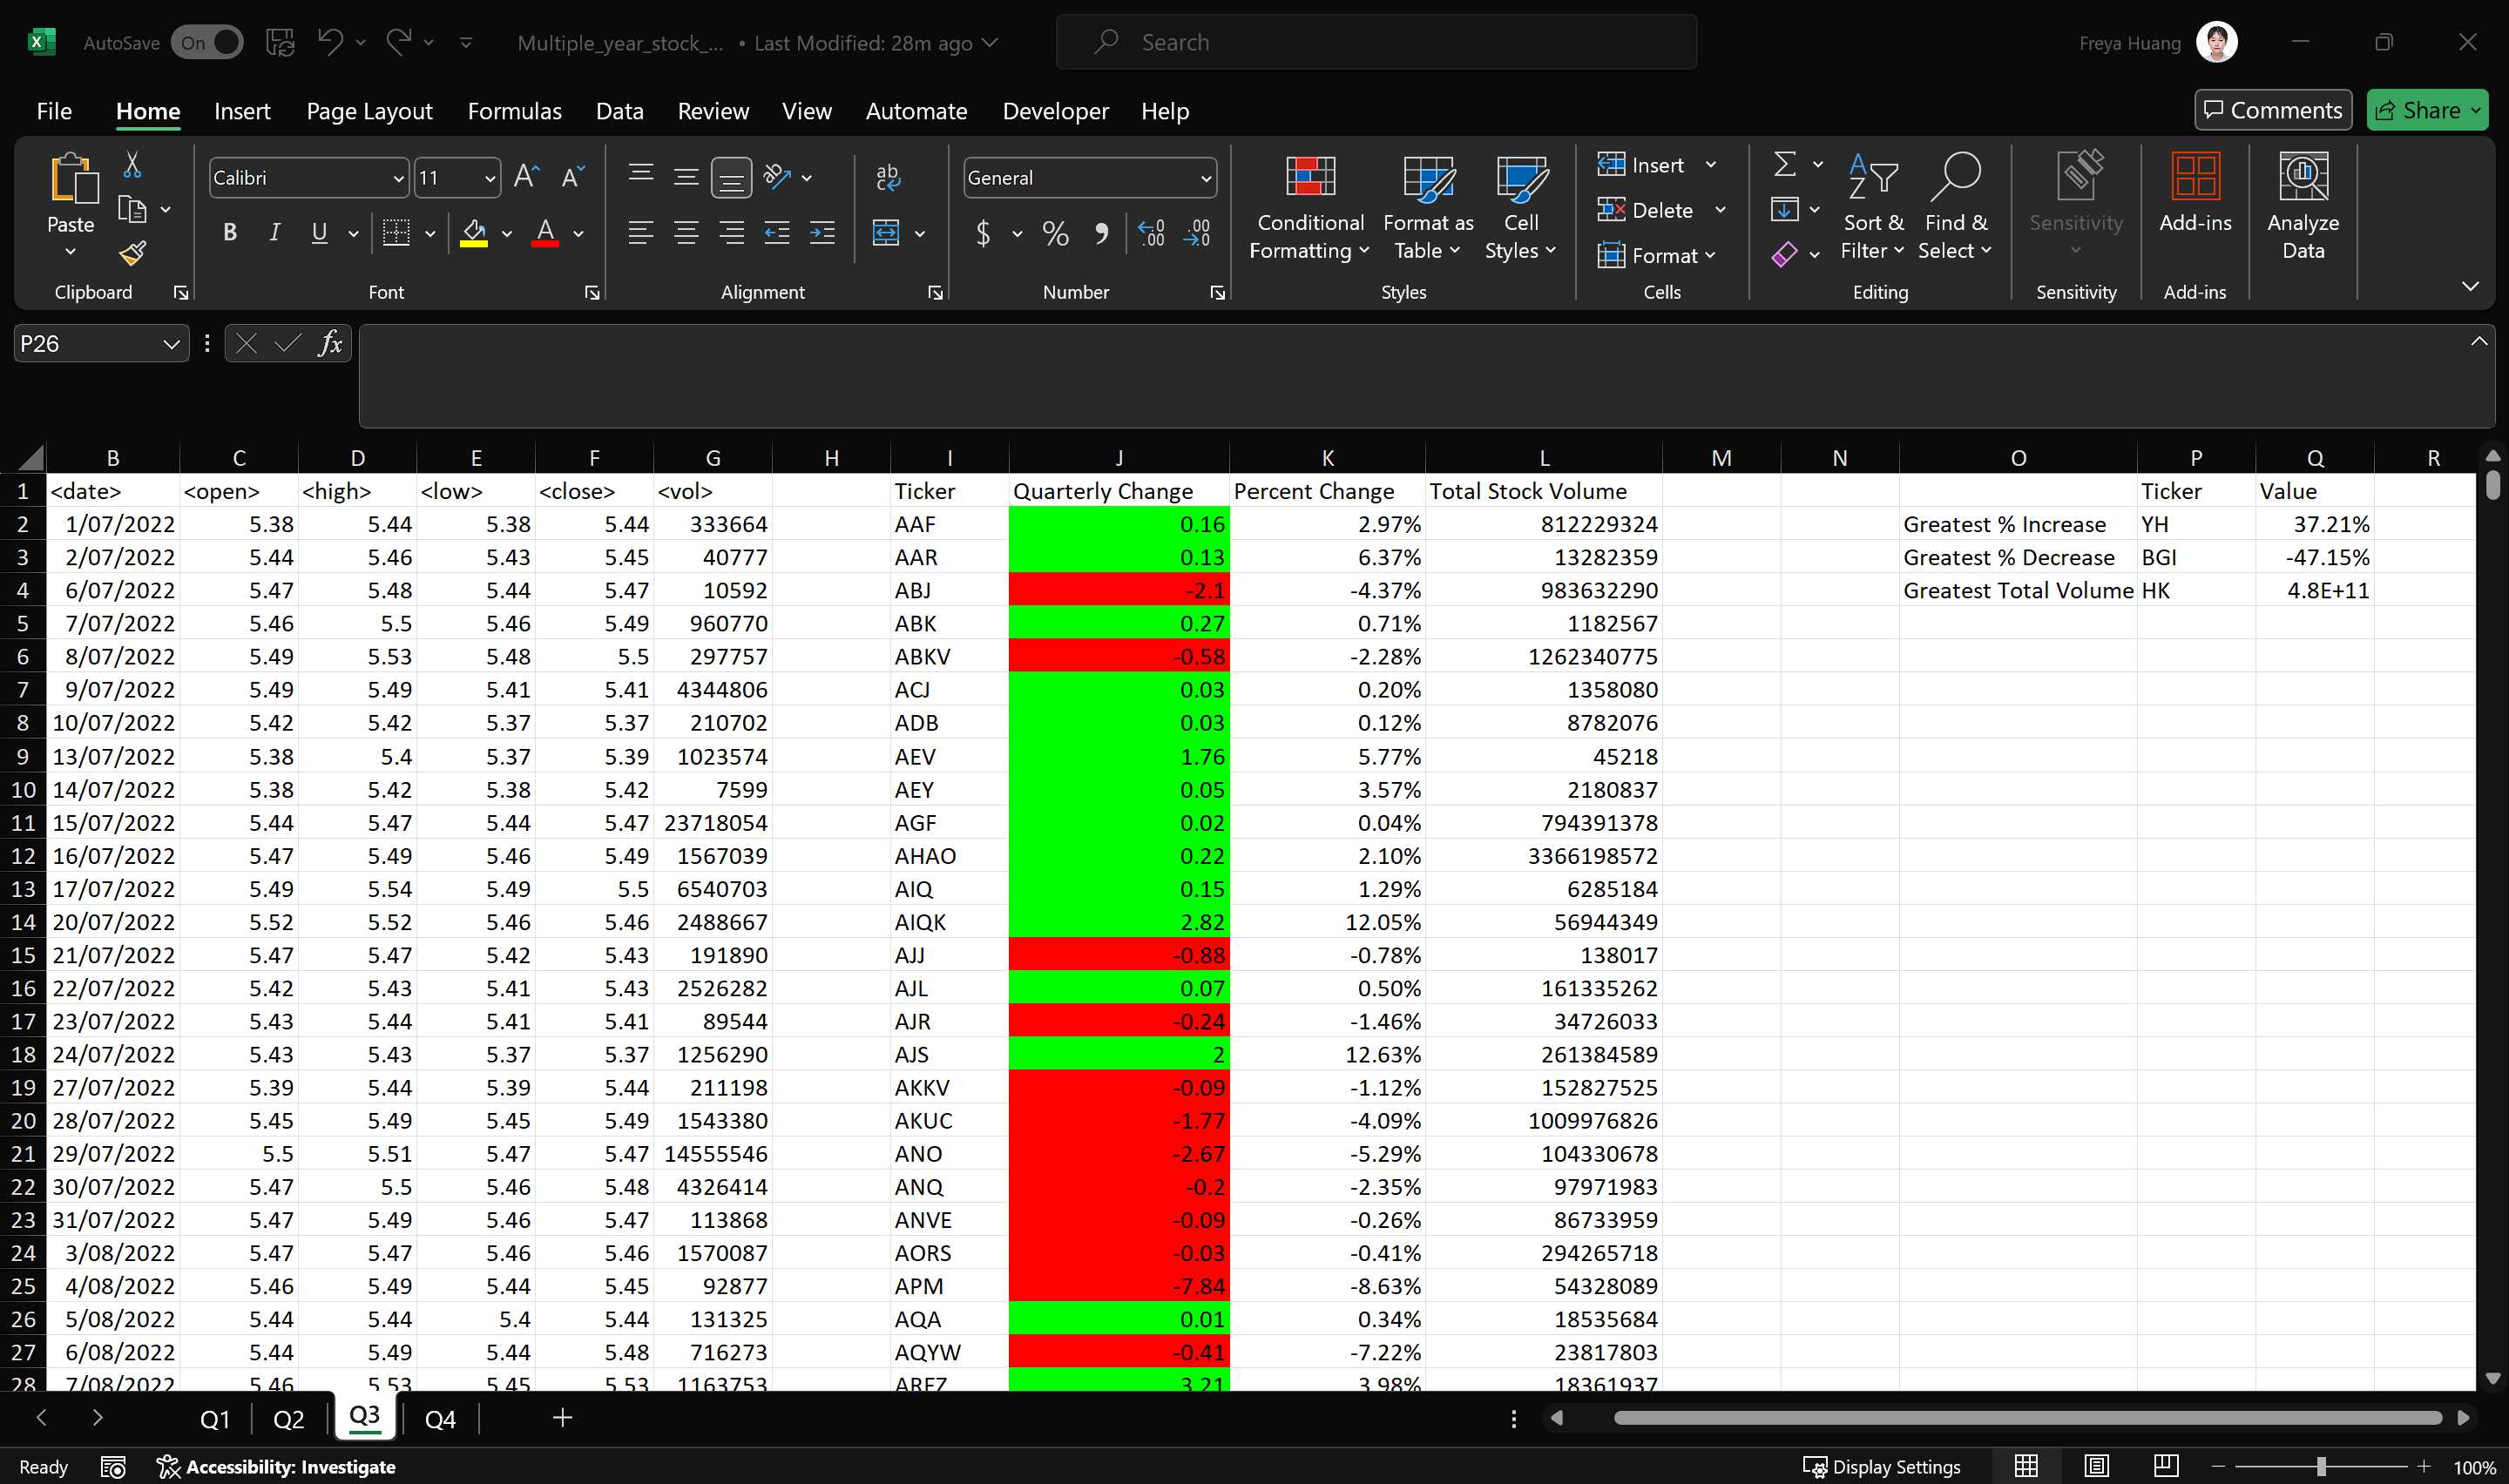 AutoSave On Multiple_year_stock_... • Last Modified: 28m ago Search Freya Huang
File Home Insert Page Layout Formulas Data Review View Automate Developer Help Comments Share
Paste Calibri 11 General Conditional Formatting Format as Table Cell Styles Insert Delete Format Sort & Filter Find & Select Sensitivity Add-ins Analyze Data
Clipboard Font Alignment Number Styles Cells Editing Sensitivity Add-ins
P26 fx
B C D E F G H I J K L M N O P Q R
1 <date> <open> <high> <low> <close> <vol> Ticker Quarterly Change Percent Change Total Stock Volume Ticker Value
2 1/07/2022 5.38 5.44 5.38 5.44 333664 AAF 0.16 2.97% 812229324 Greatest % Increase YH 37.21%
3 2/07/2022 5.44 5.46 5.43 5.45 40777 AAR 0.13 6.37% 13282359 Greatest % Decrease BGI -47.15%
4 6/07/2022 5.47 5.48 5.44 5.47 10592 ABJ -2.1 -4.37% 983632290 Greatest Total Volume HK 4.8E+11
5 7/07/2022 5.46 5.5 5.46 5.49 960770 ABK 0.27 0.71% 1182567
6 8/07/2022 5.49 5.53 5.48 5.5 297757 ABKV -0.58 -2.28% 1262340775
7 9/07/2022 5.49 5.49 5.41 5.41 4344806 ACJ 0.03 0.20% 1358080
8 10/07/2022 5.42 5.42 5.37 5.37 210702 ADB 0.03 0.12% 8782076
9 13/07/2022 5.38 5.4 5.37 5.39 1023574 AEV 1.76 5.77% 45218
10 14/07/2022 5.38 5.42 5.38 5.42 7599 AEY 0.05 3.57% 2180837
11 15/07/2022 5.44 5.47 5.44 5.47 23718054 AGF 0.02 0.04% 794391378
12 16/07/2022 5.47 5.49 5.46 5.49 1567039 AHAO 0.22 2.10% 3366198572
13 17/07/2022 5.49 5.54 5.49 5.5 6540703 AIQ 0.15 1.29% 6285184
14 20/07/2022 5.52 5.52 5.46 5.46 2488667 AIQK 2.82 12.05% 56944349
15 21/07/2022 5.47 5.47 5.42 5.43 191890 AJJ -0.88 -0.78% 138017
16 22/07/2022 5.42 5.43 5.41 5.43 2526282 AJL 0.07 0.50% 161335262
17 23/07/2022 5.43 5.44 5.41 5.41 89544 AJR -0.24 -1.46% 34726033
18 24/07/2022 5.43 5.43 5.37 5.37 1256290 AJS 2 12.63% 261384589
19 27/07/2022 5.39 5.44 5.39 5.44 211198 AKKV -0.09 -1.12% 152827525
20 28/07/2022 5.45 5.49 5.45 5.49 1543380 AKUC -1.77 -4.09% 1009976826
21 29/07/2022 5.5 5.51 5.47 5.47 14555546 ANO -2.67 -5.29% 104330678
22 30/07/2022 5.47 5.5 5.46 5.48 4326414 ANQ -0.2 -2.35% 97971983
23 31/07/2022 5.47 5.49 5.46 5.47 113868 ANVE -0.09 -0.26% 86733959
24 3/08/2022 5.47 5.47 5.46 5.46 1570087 AORS -0.03 -0.41% 294265718
25 4/08/2022 5.46 5.49 5.44 5.45 92877 APM -7.84 -8.63% 54328089
26 5/08/2022 5.44 5.44 5.4 5.44 131325 AQA 0.01 0.34% 18535684
27 6/08/2022 5.44 5.49 5.44 5.48 716273 AQYW -0.41 -7.22% 23817803
28 7/08/2022 5.46 5.53 5.45 5.53 1163753 3.21 3.98% 18361937
Q1 Q2 Q3 Q4
Ready Accessibility: Investigate Display Settings 100%